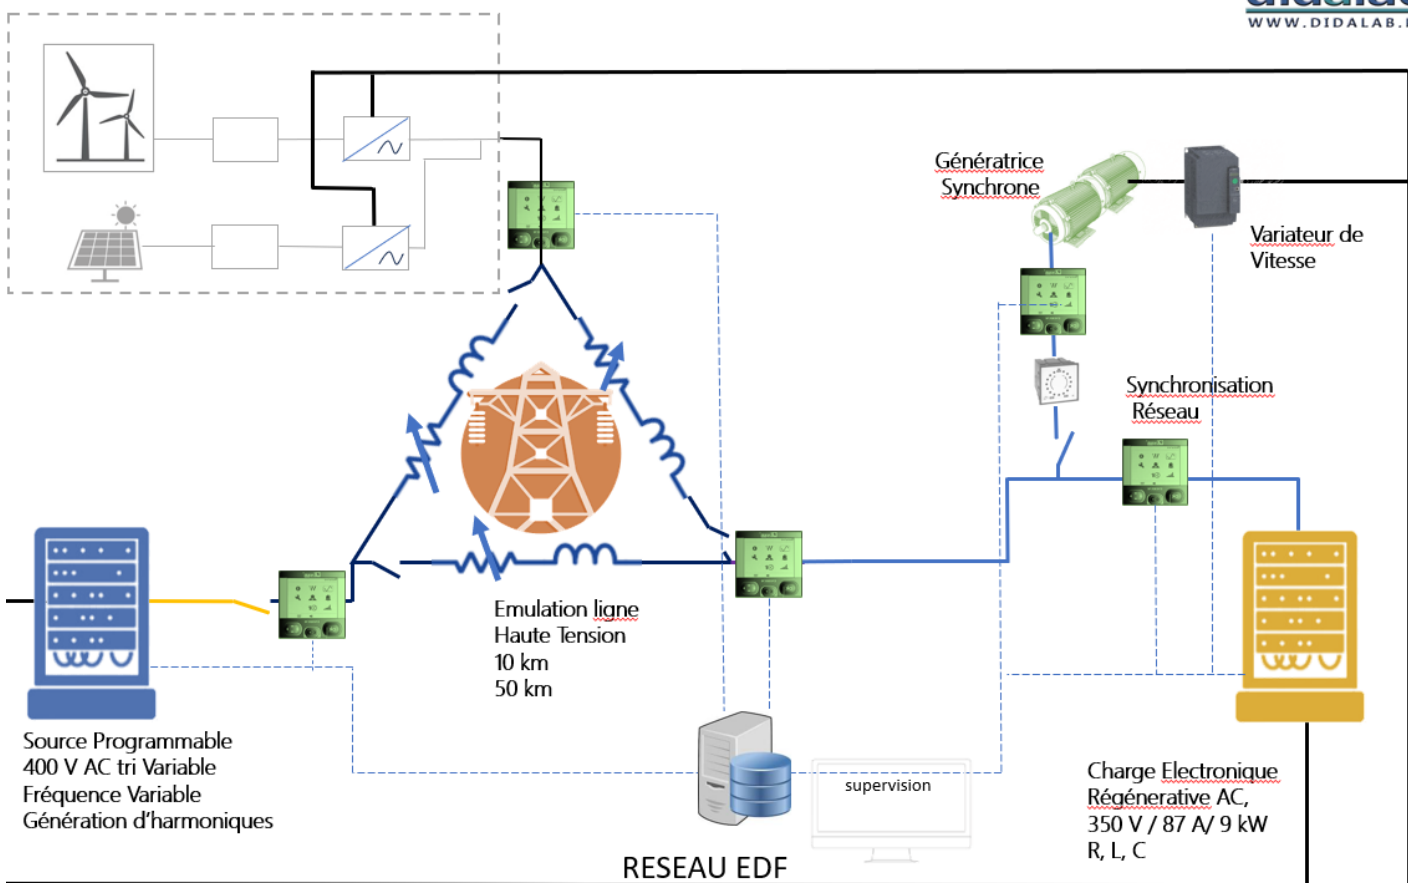 WWW.DIDALAB.
Génératrice
Synchrone
Variateur de
Vitesse
Synchronisation
Réseau
Emulation ligne
Haute Tension
10 km
50 km
Source Programmable
400 V AC tri Variable
Fréquence Variable
Génération d'harmoniques
supervision
Charge Electronique
Régénerative AC,
350 V / 87 A/ 9 kW
R, L, C
RESEAU EDF